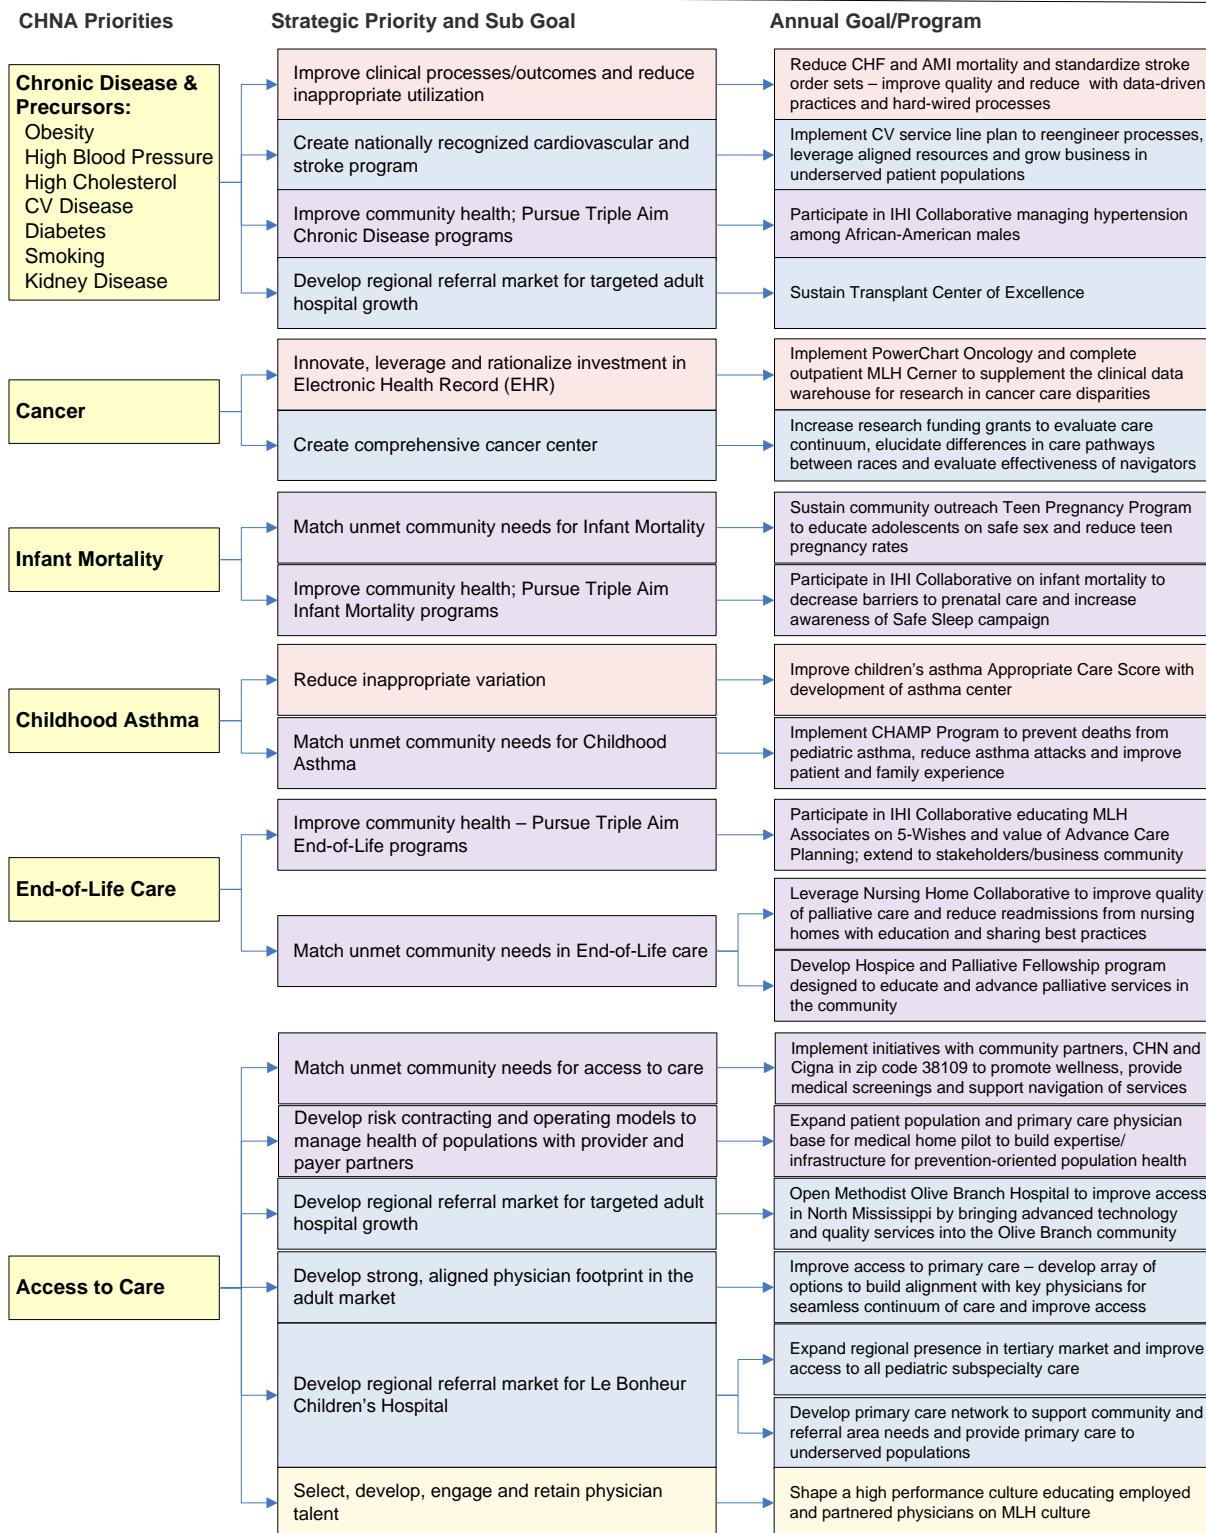 CHNA Priorities
Strategic Priority and Sub Goal
Annual Goal/Program
Chronic Disease &
Precursors:
Obesity
High Blood Pressure
High Cholesterol
CV Disease
Diabetes
Smoking
Kidney Disease
Improve clinical processes/outcomes and reduce
inappropriate utilization
Reduce CHF and AMI mortality and standardize stroke
order sets – improve quality and reduce with data-driven
practices and hard-wired processes
Create nationally recognized cardiovascular and
stroke program
Implement CV service line plan to reengineer processes,
leverage aligned resources and grow business in
underserved patient populations
Improve community health; Pursue Triple Aim
Chronic Disease programs
Participate in IHI Collaborative managing hypertension
among African-American males
Develop regional referral market for targeted adult
hospital growth
Sustain Transplant Center of Excellence
Cancer
Innovate, leverage and rationalize investment in
Electronic Health Record (EHR)
Implement PowerChart Oncology and complete
outpatient MLH Cerner to supplement the clinical data
warehouse for research in cancer care disparities
Create comprehensive cancer center
Increase research funding grants to evaluate care
continuum, elucidate differences in care pathways
between races and evaluate effectiveness of navigators
Infant Mortality
Match unmet community needs for Infant Mortality
Sustain community outreach Teen Pregnancy Program
to educate adolescents on safe sex and reduce teen
pregnancy rates
Improve community health; Pursue Triple Aim
Infant Mortality programs
Participate in IHI Collaborative on infant mortality to
decrease barriers to prenatal care and increase
awareness of Safe Sleep campaign
Childhood Asthma
Reduce inappropriate variation
Improve children’s asthma Appropriate Care Score with
development of asthma center
Match unmet community needs for Childhood
Asthma
Implement CHAMP Program to prevent deaths from
pediatric asthma, reduce asthma attacks and improve
patient and family experience
End-of-Life Care
Improve community health – Pursue Triple Aim
End-of-Life programs
Participate in IHI Collaborative educating MLH
Associates on 5-Wishes and value of Advance Care
Planning; extend to stakeholders/business community
Match unmet community needs in End-of-Life care
Leverage Nursing Home Collaborative to improve quality
of palliative care and reduce readmissions from nursing
homes with education and sharing best practices
Develop Hospice and Palliative Fellowship program
designed to educate and advance palliative services in
the community
Access to Care
Match unmet community needs for access to care
Implement initiatives with community partners, CHN and
Cigna in zip code 38109 to promote wellness, provide
medical screenings and support navigation of services
Develop risk contracting and operating models to
manage health of populations with provider and
payer partners
Expand patient population and primary care physician
base for medical home pilot to build expertise/
infrastructure for prevention-oriented population health
Develop regional referral market for targeted adult
hospital growth
Open Methodist Olive Branch Hospital to improve access
in North Mississippi by bringing advanced technology
and quality services into the Olive Branch community
Develop strong, aligned physician footprint in the
adult market
Improve access to primary care – develop array of
options to build alignment with key physicians for
seamless continuum of care and improve access
Develop regional referral market for Le Bonheur
Children’s Hospital
Expand regional presence in tertiary market and improve
access to all pediatric subspecialty care
Develop primary care network to support community and
referral area needs and provide primary care to
underserved populations
Select, develop, engage and retain physician
talent
Shape a high performance culture educating employed
and partnered physicians on MLH culture